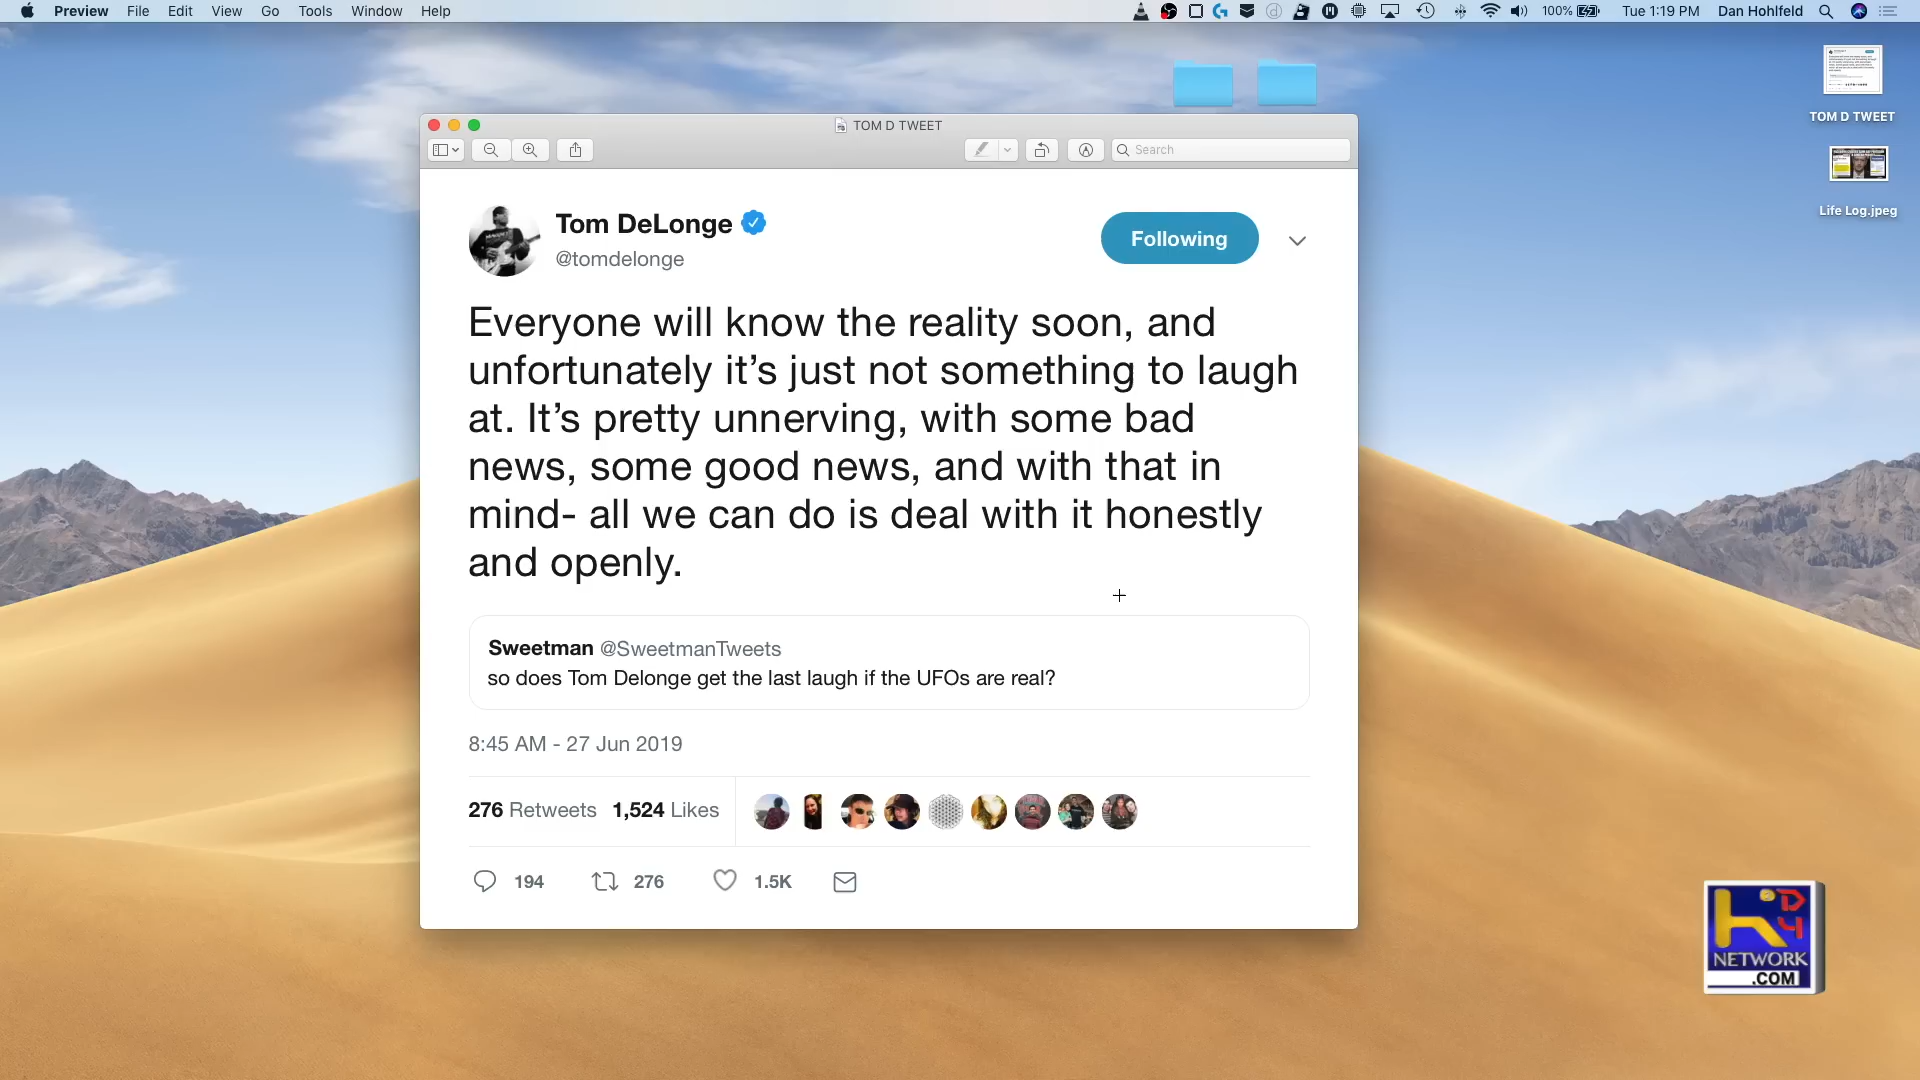 Preview File Edit View Go Tools Window Help
100% Tue 1:19 PM Dan Hohlfeld
TOM D TWEET
Search
TOM D TWEET
Life Log.jpeg
Tom DeLonge
@tomdelonge
Following
Everyone will know the reality soon, and
unfortunately it’s just not something to laugh
at. It’s pretty unnerving, with some bad
news, some good news, and with that in
mind- all we can do is deal with it honestly
and openly.
Sweetman @SweetmanTweets
so does Tom Delonge get the last laugh if the UFOs are real?
8:45 AM - 27 Jun 2019
276 Retweets 1,524 Likes
194 276 1.5K
NETWORK
.COM